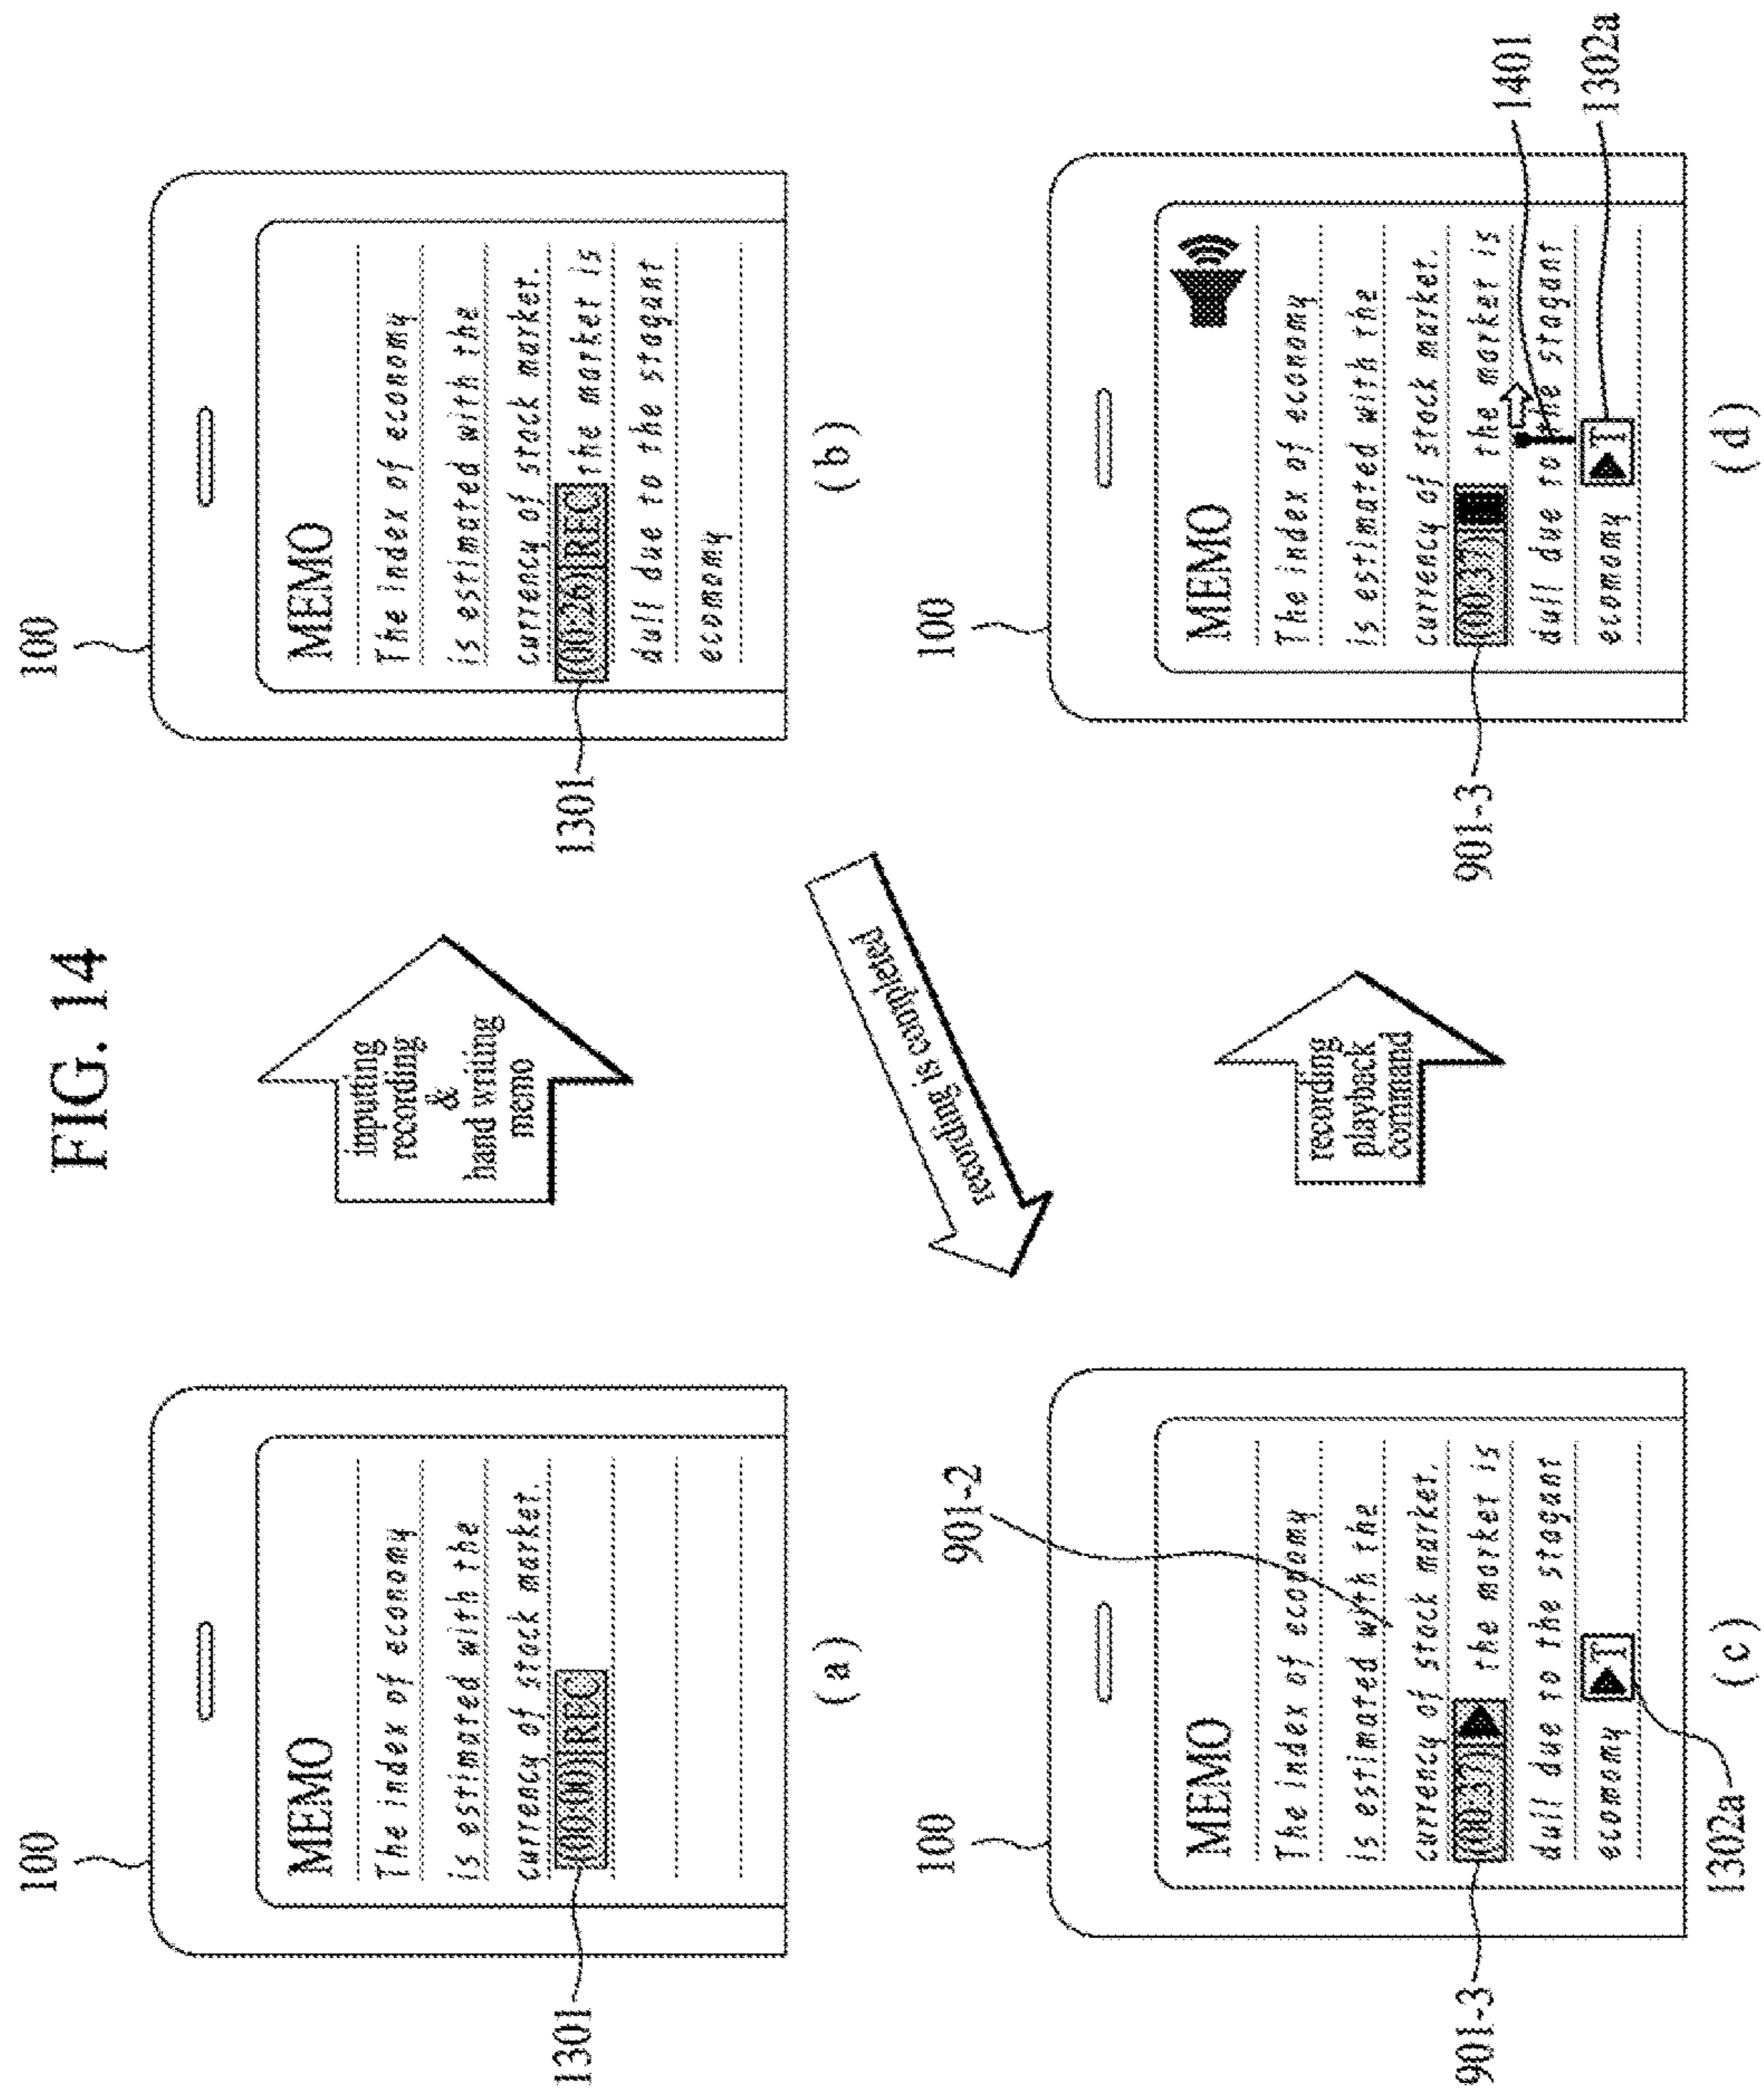 FIG. 14
100
MEMO
The index of economy
is estimated with the
currency of stock market.
(00:00) REC
1301
(a)
inputting
recording
&
hand writing
memo
100
MEMO
The index of economy
is estimated with the
currency of stock market.
(00:26) REC the market is
dull due to the stagant
ecomomy
1301
(b)
recording is completed
100
901-2
MEMO
The index of economy
is estimated with the
currency of stock market.
(00:37) the market is
dull due to the stagant
ecomomy T
901-3
1302a
(c)
recording
playback
command
100
MEMO
The index of economy
is estimated with the
currency of stock market.
(00:37) the market is
dull due to the stagant
ecomomy T
901-3
1401
1302a
(d)